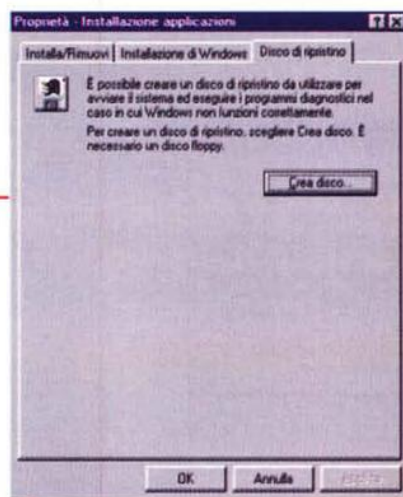 Proprietà - Installazione applicazioni
Installa/Rimuovi Installazione di Windows Disco di ripristino
È possibile creare un disco di ripristino da utilizzare per
avviare il sistema ed eseguire i programmi diagnostici nel
caso in cui Windows non funzioni correttamente.
Per creare un disco di ripristino, scegliere Crea disco. È
necessario un disco floppy.
Crea disco...
OK Annulla Applica